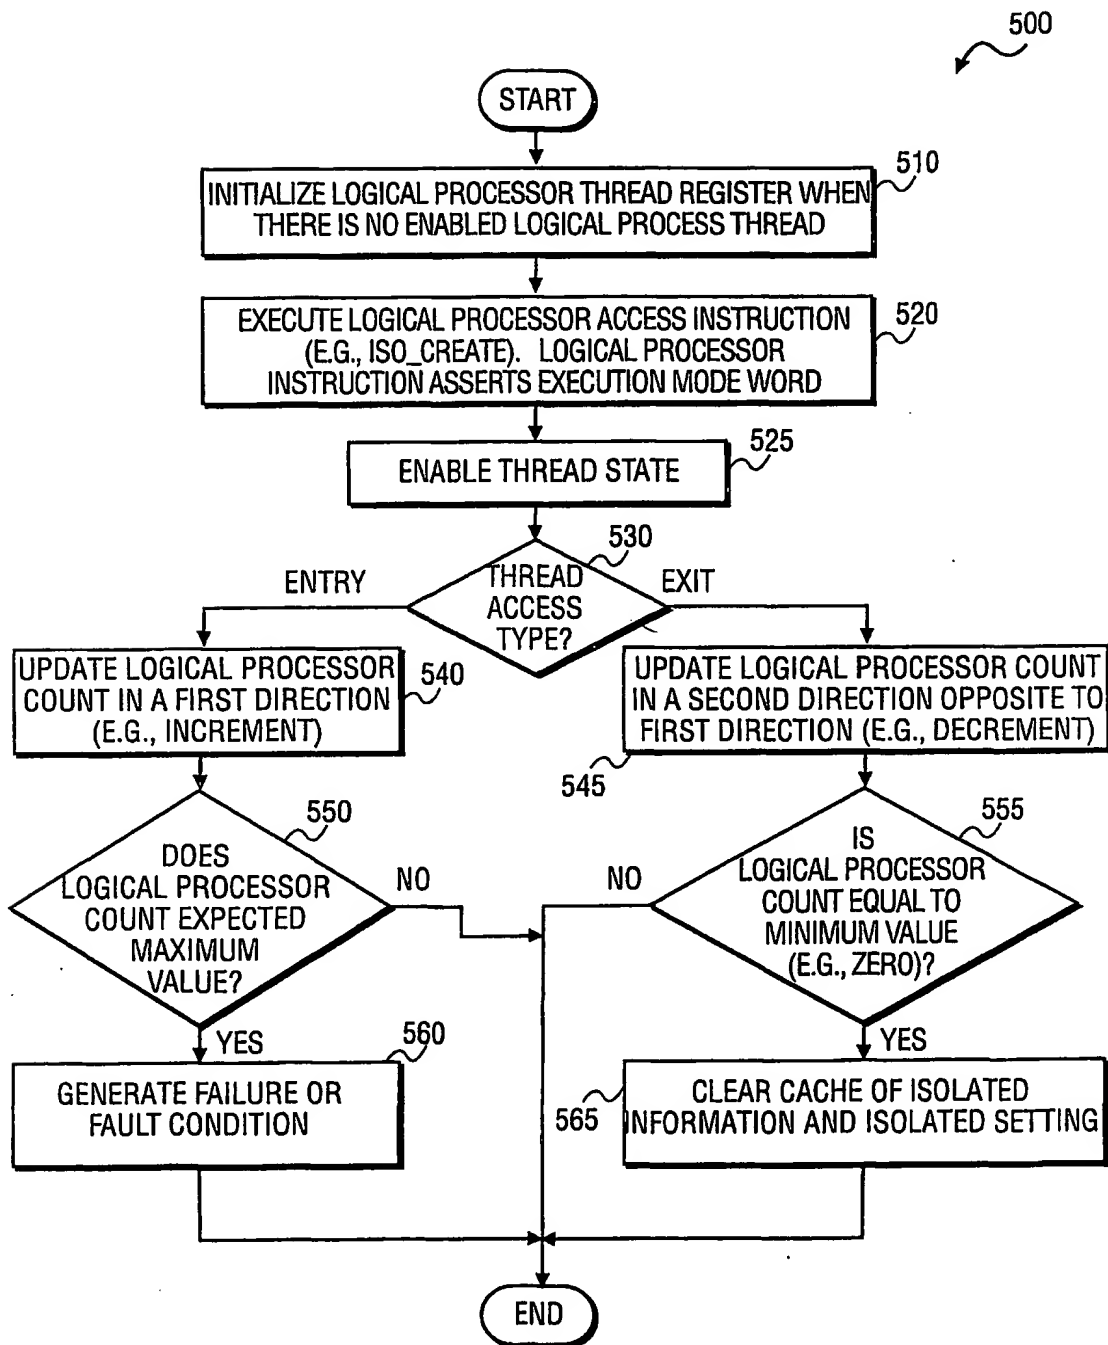 500
START
510
INITIALIZE LOGICAL PROCESSOR THREAD REGISTER WHEN
THERE IS NO ENABLED LOGICAL PROCESS THREAD
520
EXECUTE LOGICAL PROCESSOR ACCESS INSTRUCTION
(E.G., ISO_CREATE). LOGICAL PROCESSOR
INSTRUCTION ASSERTS EXECUTION MODE WORD
525
ENABLE THREAD STATE
530
ENTRY
THREAD
ACCESS
TYPE?
EXIT
UPDATE LOGICAL PROCESSOR
COUNT IN A FIRST DIRECTION
(E.G., INCREMENT)
540
UPDATE LOGICAL PROCESSOR COUNT
IN A SECOND DIRECTION OPPOSITE TO
FIRST DIRECTION (E.G., DECREMENT)
545
550
DOES
LOGICAL PROCESSOR
COUNT EXPECTED
MAXIMUM
VALUE?
NO
YES
555
IS
LOGICAL PROCESSOR
COUNT EQUAL TO
MINIMUM VALUE
(E.G., ZERO)?
NO
YES
560
GENERATE FAILURE OR
FAULT CONDITION
565
CLEAR CACHE OF ISOLATED
INFORMATION AND ISOLATED SETTING
END